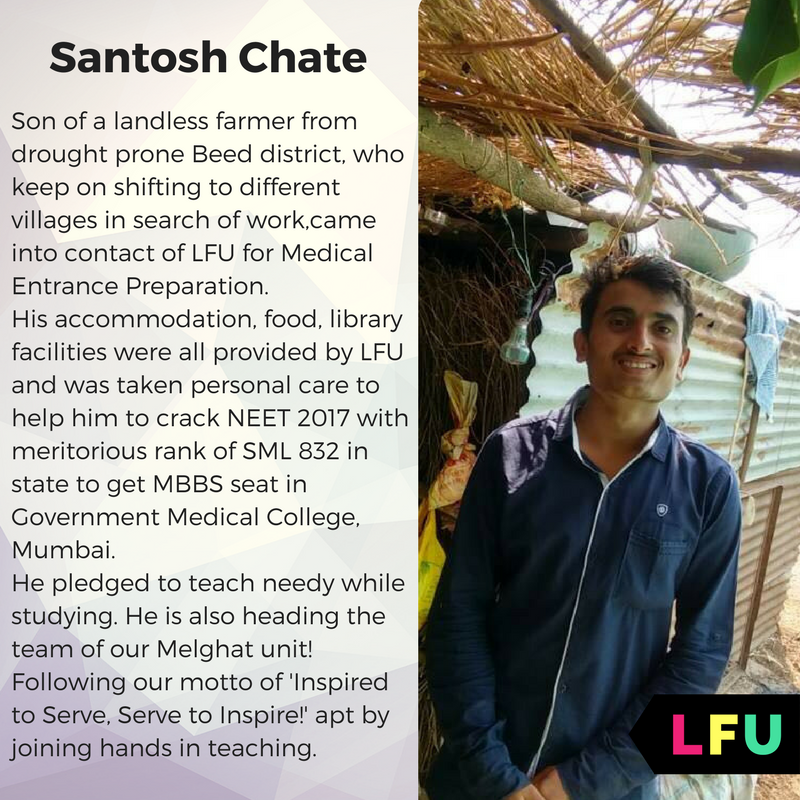 Santosh Chate
Son of a landless farmer from
drought prone Beed district, who
keep on shifting to different
villages in search of work,came
into contact of LFU for Medical
Entrance Preparation.
His accommodation, food, library
facilities were all provided by LFU
and was taken personal care to
help him to crack NEET 2017 with
meritorious rank of SML 832 in
state to get MBBS seat in
Government Medical College,
Mumbai.
He pledged to teach needy while
studying. He is also heading the
team of our Melghat unit!
Following our motto of 'Inspired
to Serve, Serve to Inspire!' apt by
joining hands in teaching.
LFU